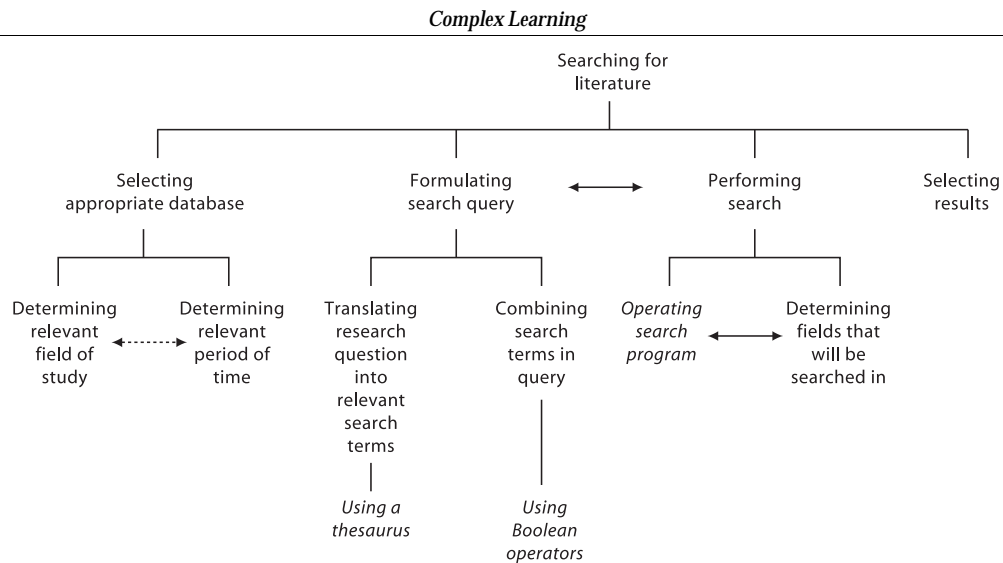 Complex Learning
Searching for
literature
Selecting
appropriate database
Formulating
search query
Performing
search
Selecting
results
Determining
relevant
field of
study
Determining
relevant
period of
time
Translating
research
question
into
relevant
search
terms
Combining
search
terms in
query
Operating
search
program
Determining
fields that
will be
searched in
Using a
thesaurus
Using
Boolean
operators